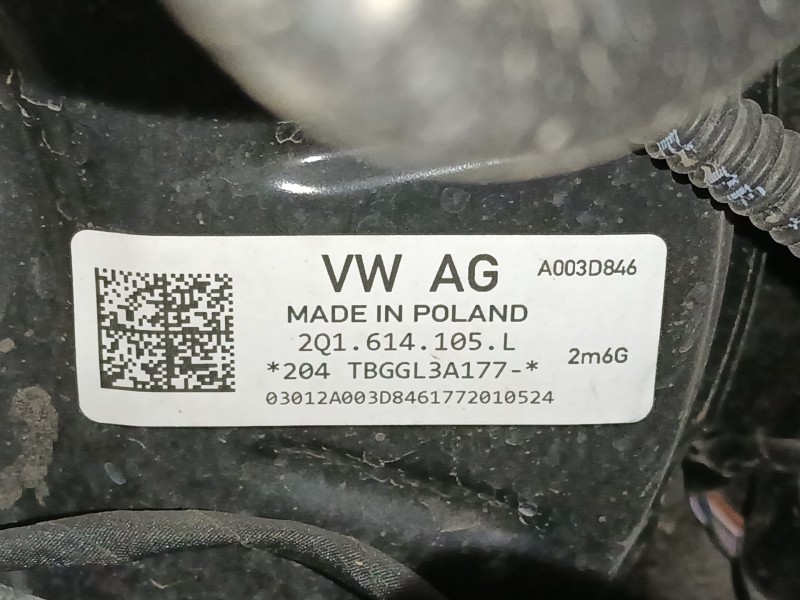 VW AG A003D846
MADE IN POLAND
2Q1.614.105.L
*204 TBGGL3A177-* 2m6G
03012A003D8461772010524